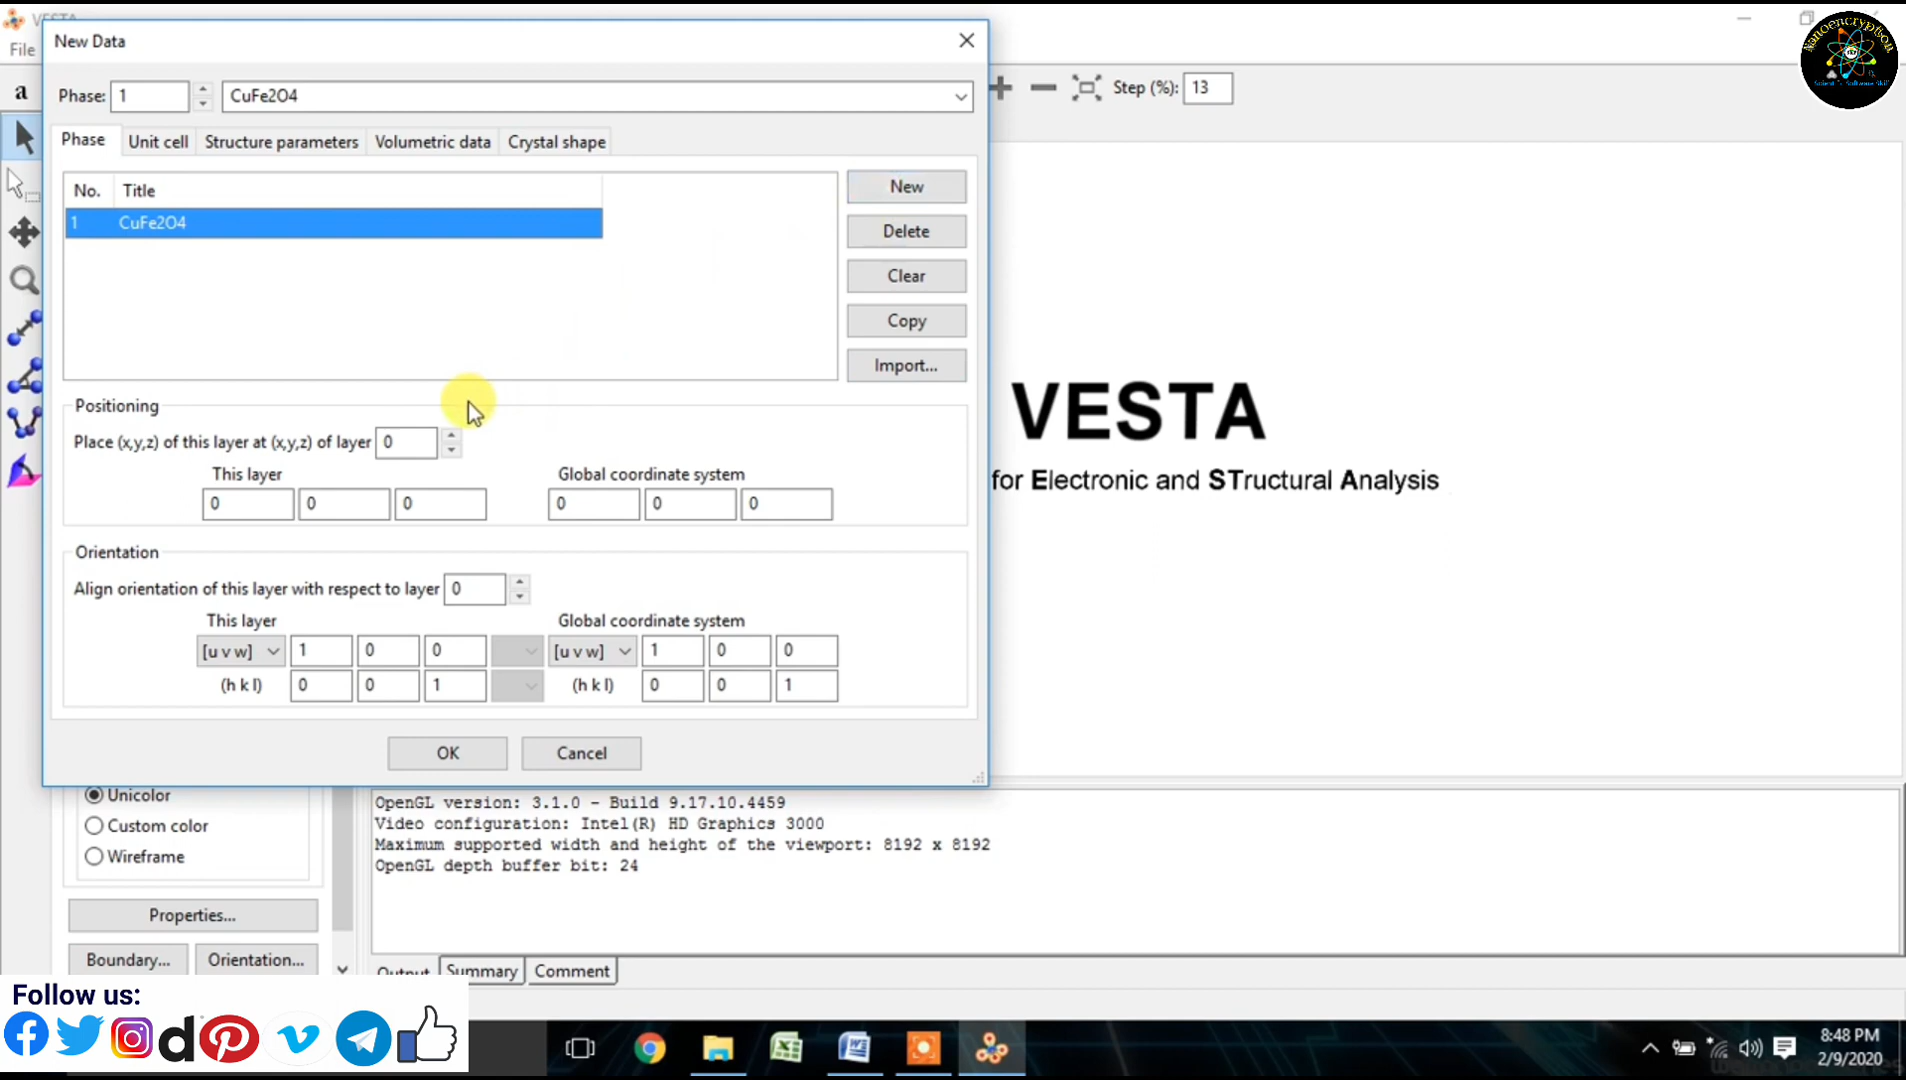 VESTA
New Data
File
Phase: 1 CuFe2O4
Step (%): 13
Nanoencryption
a
Phase Unit cell Structure parameters Volumetric data Crystal shape
No. Title
1 CuFe2O4
New
Delete
Clear
Copy
Import...
Positioning
Place (x,y,z) of this layer at (x,y,z) of layer 0
This layer Global coordinate system
0 0 0 0 0 0
Orientation
Align orientation of this layer with respect to layer 0
This layer Global coordinate system
[u v w] 1 0 0 [u v w] 1 0 0
(h k l) 0 0 1 (h k l) 0 0 1
OK Cancel
VESTA
for Electronic and STructural Analysis
Unicolor
Custom color
Wireframe
Properties...
Boundary... Orientation...
OpenGL version: 3.1.0 - Build 9.17.10.4459
Video configuration: Intel(R) HD Graphics 3000
Maximum supported width and height of the viewport: 8192 x 8192
OpenGL depth buffer bit: 24
Output Summary Comment
Follow us:
8:48 PM
2/9/2020